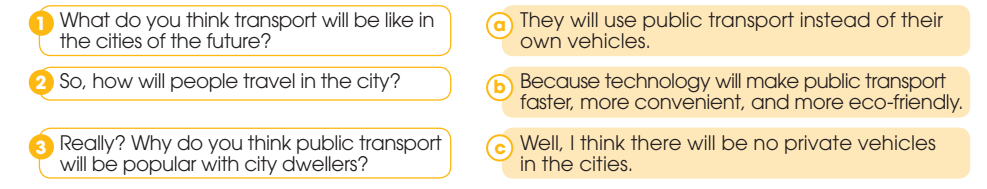 1 What do you think transport will be like in
the cities of the future?
a They will use public transport instead of their
own vehicles.
2 So, how will people travel in the city?
b Because technology will make public transport
faster, more convenient, and more eco-friendly.
3 Really? Why do you think public transport
will be popular with city dwellers?
c Well, I think there will be no private vehicles
in the cities.